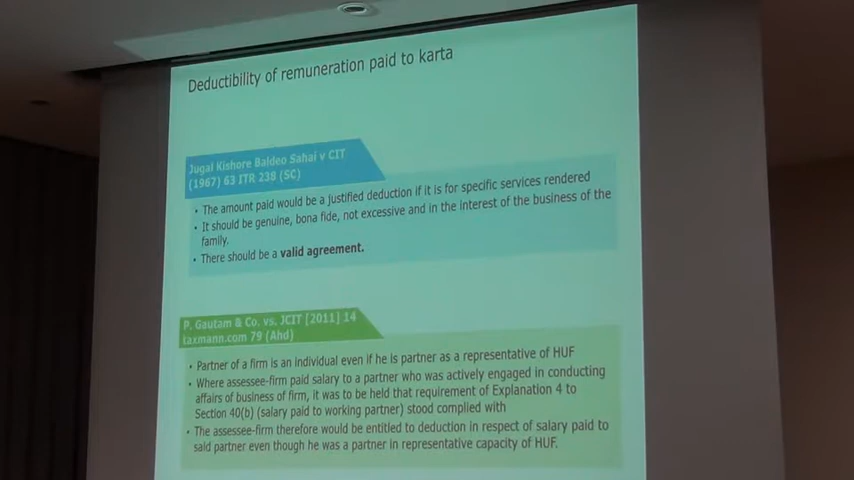 Deductibility of remuneration paid to karta
Jugal Kishore Baldeo Sahai v CIT
(1967) 63 ITR 238 (SC)
• The amount paid would be a justified deduction if it is for specific services rendered
• It should be genuine, bona fide, not excessive and in the interest of the business of the
family.
• There should be a valid agreement.
P. Gautam & Co. vs. JCIT [2011] 14
taxmann.com 79 (Ahd)
• Partner of a firm is an individual even if he is partner as a representative of HUF
• Where assessee-firm paid salary to a partner who was actively engaged in conducting
affairs of business of firm, it was to be held that requirement of Explanation 4 to
Section 40(b) (salary paid to working partner) stood complied with
• The assessee-firm therefore would be entitled to deduction in respect of salary paid to
said partner even though he was a partner in representative capacity of HUF.